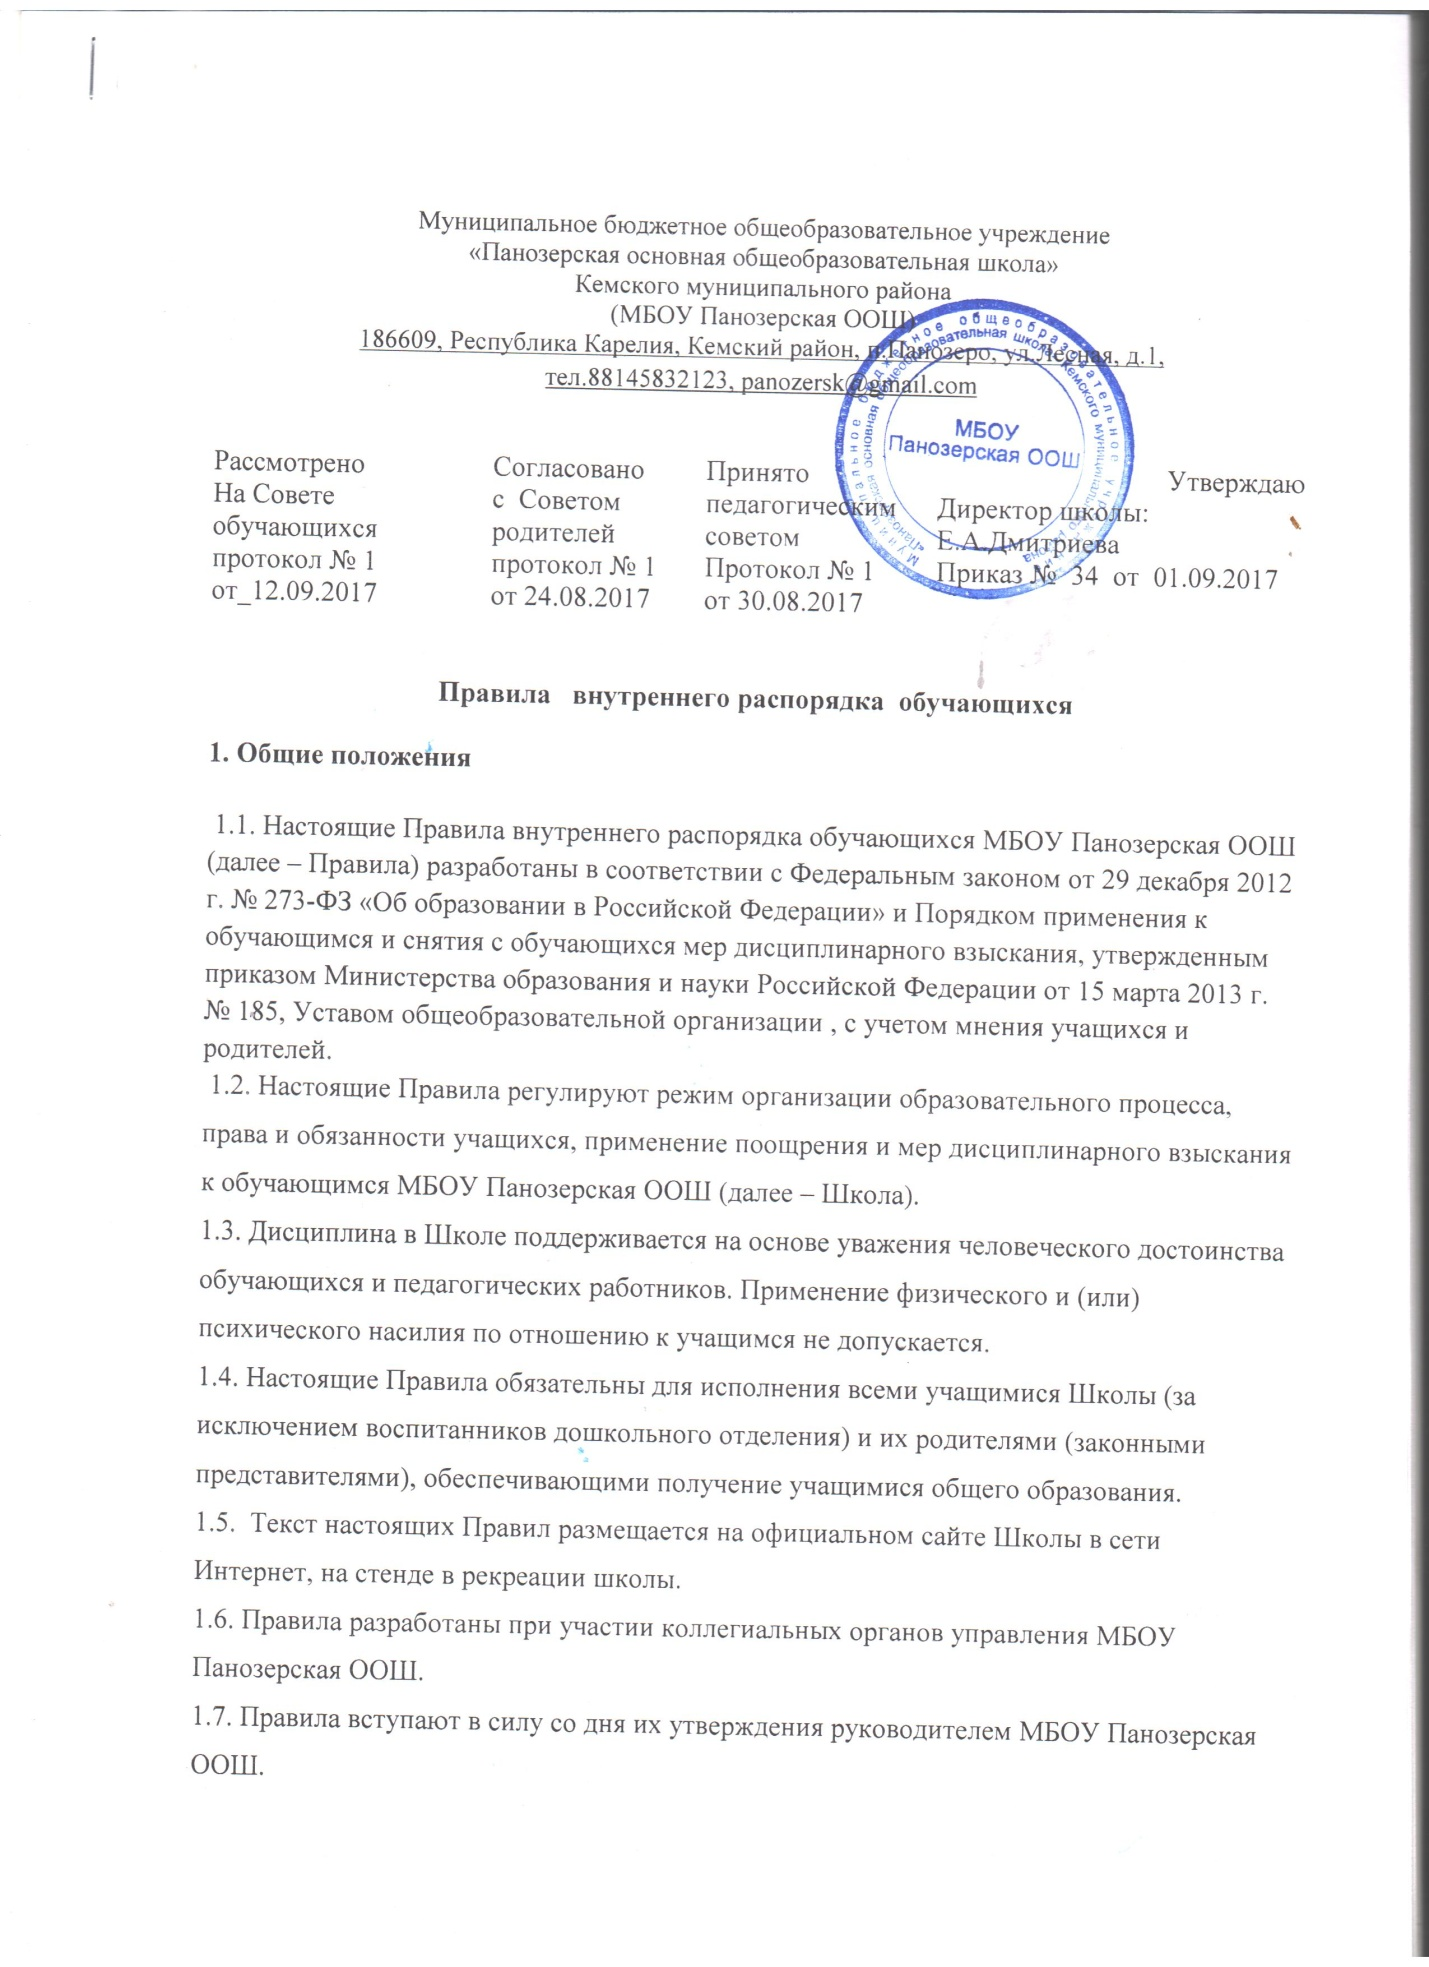 Муниципальное бюджетное общеобразовательное учреждение
«Панозерская основная общеобразовательная школа»
Кемского муниципального района
(МБОУ Панозерская ООШ)
186609, Республика Карелия, Кемский район, п.Панозеро, ул.Лесная, д.1,
тел.88145832123, panozersk@gmail.com
МБОУ
Панозерская ООШ
Рассмотрено
На Совете
обучающихся
протокол № 1
от_12.09.2017
Согласовано
с Советом
родителей
протокол № 1
от 24.08.2017
Принято
педагогическим
советом
Протокол № 1
от 30.08.2017
Утверждаю
Директор школы:
Е.А.Дмитриева
Приказ № 34 от 01.09.2017
Правила внутреннего распорядка обучающихся
1. Общие положения
1.1. Настоящие Правила внутреннего распорядка обучающихся МБОУ Панозерская ООШ
(далее – Правила) разработаны в соответствии с Федеральным законом от 29 декабря 2012
г. № 273-ФЗ «Об образовании в Российской Федерации» и Порядком применения к
обучающимся и снятия с обучающихся мер дисциплинарного взыскания, утвержденным
приказом Министерства образования и науки Российской Федерации от 15 марта 2013 г.
№ 185, Уставом общеобразовательной организации , с учетом мнения учащихся и
родителей.
1.2. Настоящие Правила регулируют режим организации образовательного процесса,
права и обязанности учащихся, применение поощрения и мер дисциплинарного взыскания
к обучающимся МБОУ Панозерская ООШ (далее – Школа).
1.3. Дисциплина в Школе поддерживается на основе уважения человеческого достоинства
обучающихся и педагогических работников. Применение физического и (или)
психического насилия по отношению к учащимся не допускается.
1.4. Настоящие Правила обязательны для исполнения всеми учащимися Школы (за
исключением воспитанников дошкольного отделения) и их родителями (законными
представителями), обеспечивающими получение учащимися общего образования.
1.5. Текст настоящих Правил размещается на официальном сайте Школы в сети
Интернет, на стенде в рекреации школы.
1.6. Правила разработаны при участии коллегиальных органов управления МБОУ
Панозерская ООШ.
1.7. Правила вступают в силу со дня их утверждения руководителем МБОУ Панозерская
ООШ.